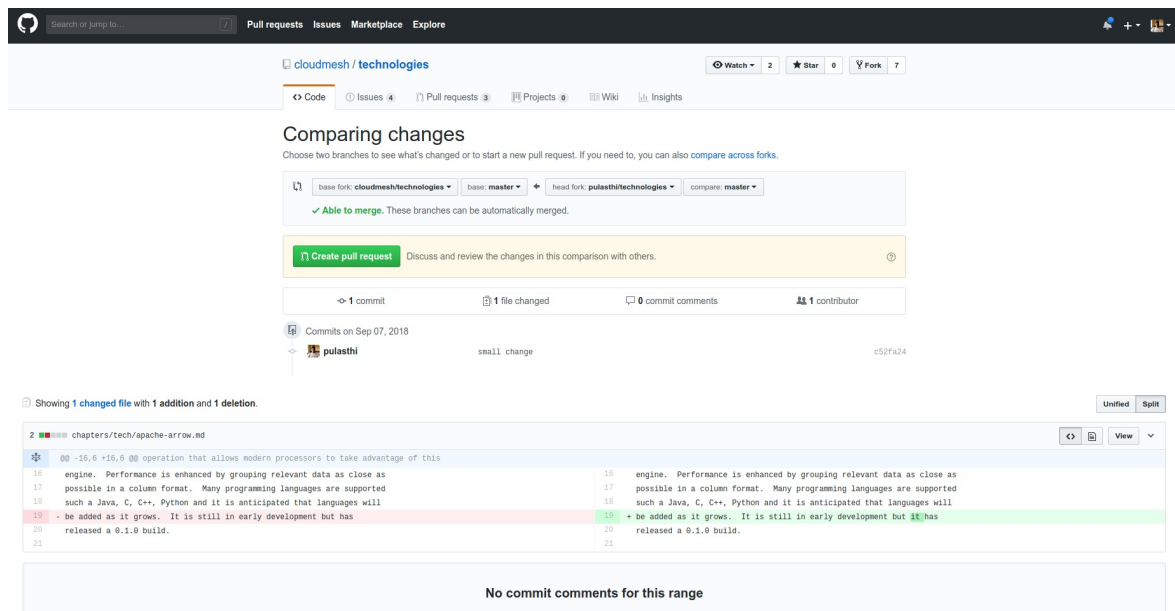 Search or jump to... /
Pull requests Issues Marketplace Explore
cloudmesh / technologies
Watch 2 Star 0 Fork 7
Code Issues 4 Pull requests 3 Projects 0 Wiki Insights
Comparing changes
Choose two branches to see what's changed or to start a new pull request. If you need to, you can also compare across forks.
base fork: cloudmesh/technologies base: master head fork: pulasthi/technologies compare: master
Able to merge. These branches can be automatically merged.
Create pull request Discuss and review the changes in this comparison with others.
1 commit 1 file changed 0 commit comments 1 contributor
Commits on Sep 07, 2018
pulasthi small change c52fa24
Showing 1 changed file with 1 addition and 1 deletion. Unified Split
2 chapters/tech/apache-arrow.md View
@@ -16,6 +16,6 @@ operation that allows modern processors to take advantage of this
16 engine. Performance is enhanced by grouping relevant data as close as 16 engine. Performance is enhanced by grouping relevant data as close as
17 possible in a column format. Many programming languages are supported 17 possible in a column format. Many programming languages are supported
18 such a Java, C, C++, Python and it is anticipated that languages will 18 such a Java, C, C++, Python and it is anticipated that languages will
19 - be added as it grows. It is still in early development but has 19 + be added as it grows. It is still in early development but it has
20 released a 0.1.0 build. 20 released a 0.1.0 build.
21 21
No commit comments for this range